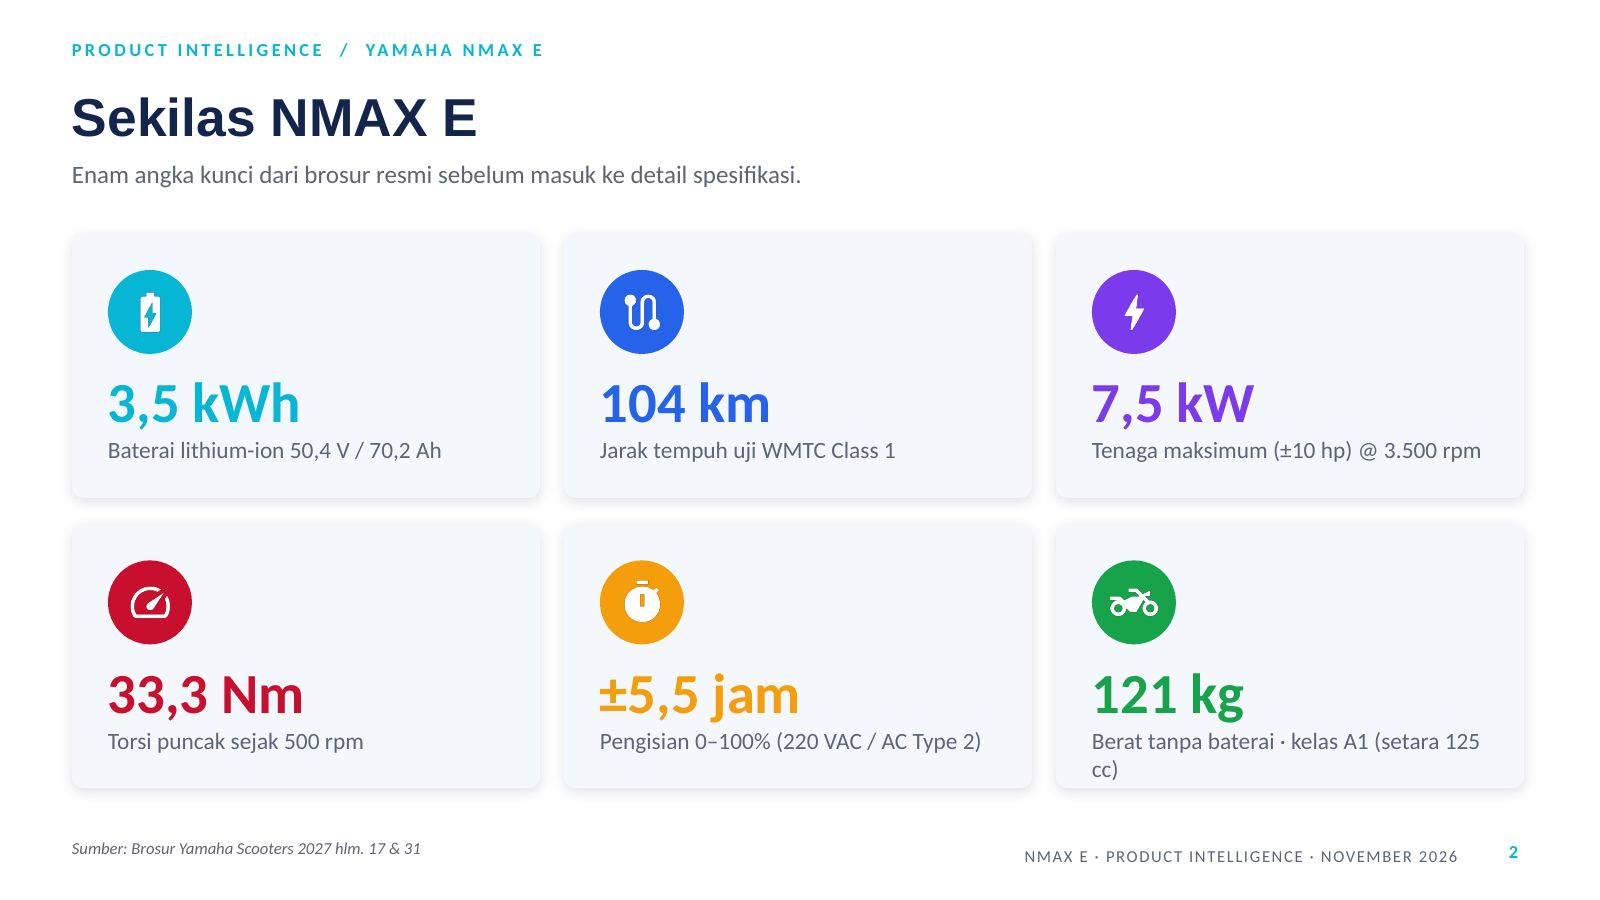 PRODUCT INTELLIGENCE / YAMAHA NMAX E
Sekilas NMAX E
Enam angka kunci dari brosur resmi sebelum masuk ke detail spesifikasi.
3,5 kWh
Baterai lithium-ion 50,4 V / 70,2 Ah
104 km
Jarak tempuh uji WMTC Class 1
7,5 kW
Tenaga maksimum (±10 hp) @ 3.500 rpm
33,3 Nm
Torsi puncak sejak 500 rpm
±5,5 jam
Pengisian 0–100% (220 VAC / AC Type 2)
121 kg
Berat tanpa baterai · kelas A1 (setara 125
cc)
Sumber: Brosur Yamaha Scooters 2027 hlm. 17 & 31
NMAX E · PRODUCT INTELLIGENCE · NOVEMBER 2026
2